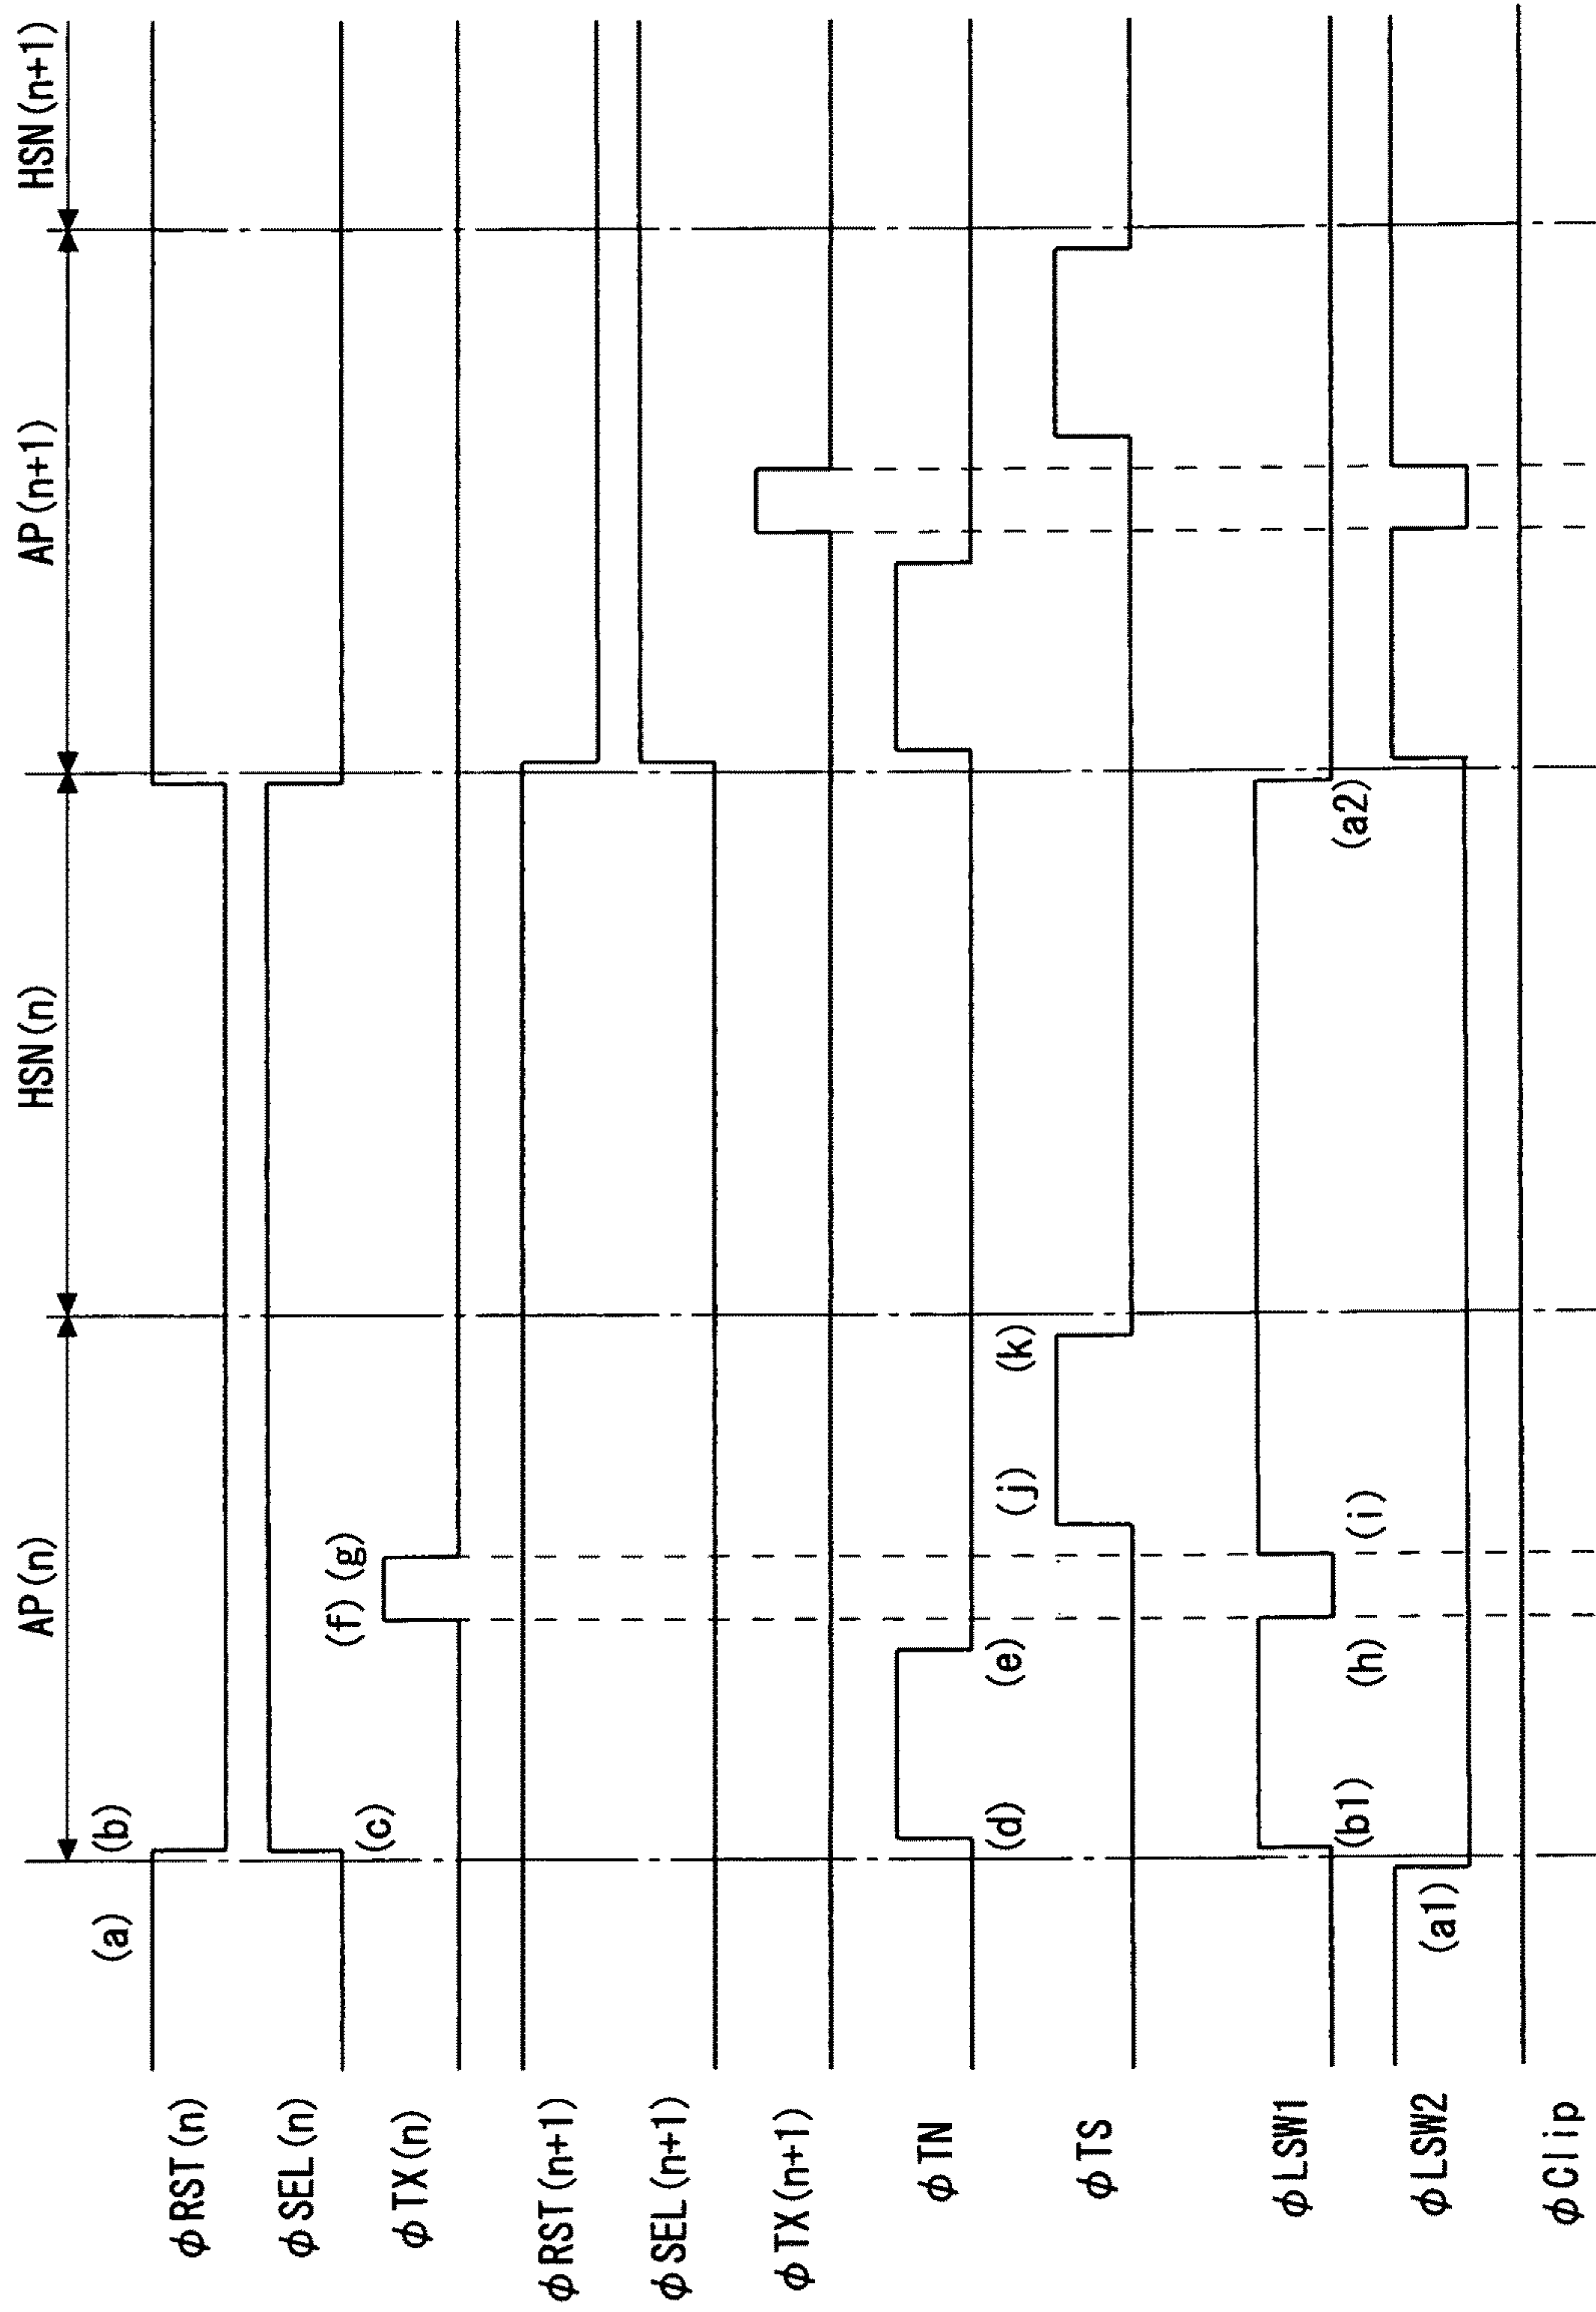 AP(n)
HSN(n)
AP(n+1)
HSN(n+1)
φRST(n)
(a)
(b)
φSEL(n)
(c)
φTX(n)
(f)
(g)
φRST(n+1)
φSEL(n+1)
φTX(n+1)
φTN
(d)
(e)
φTS
(j)
(k)
φLSW1
(b1)
(h)
(i)
(a2)
φLSW2
(a1)
φClip